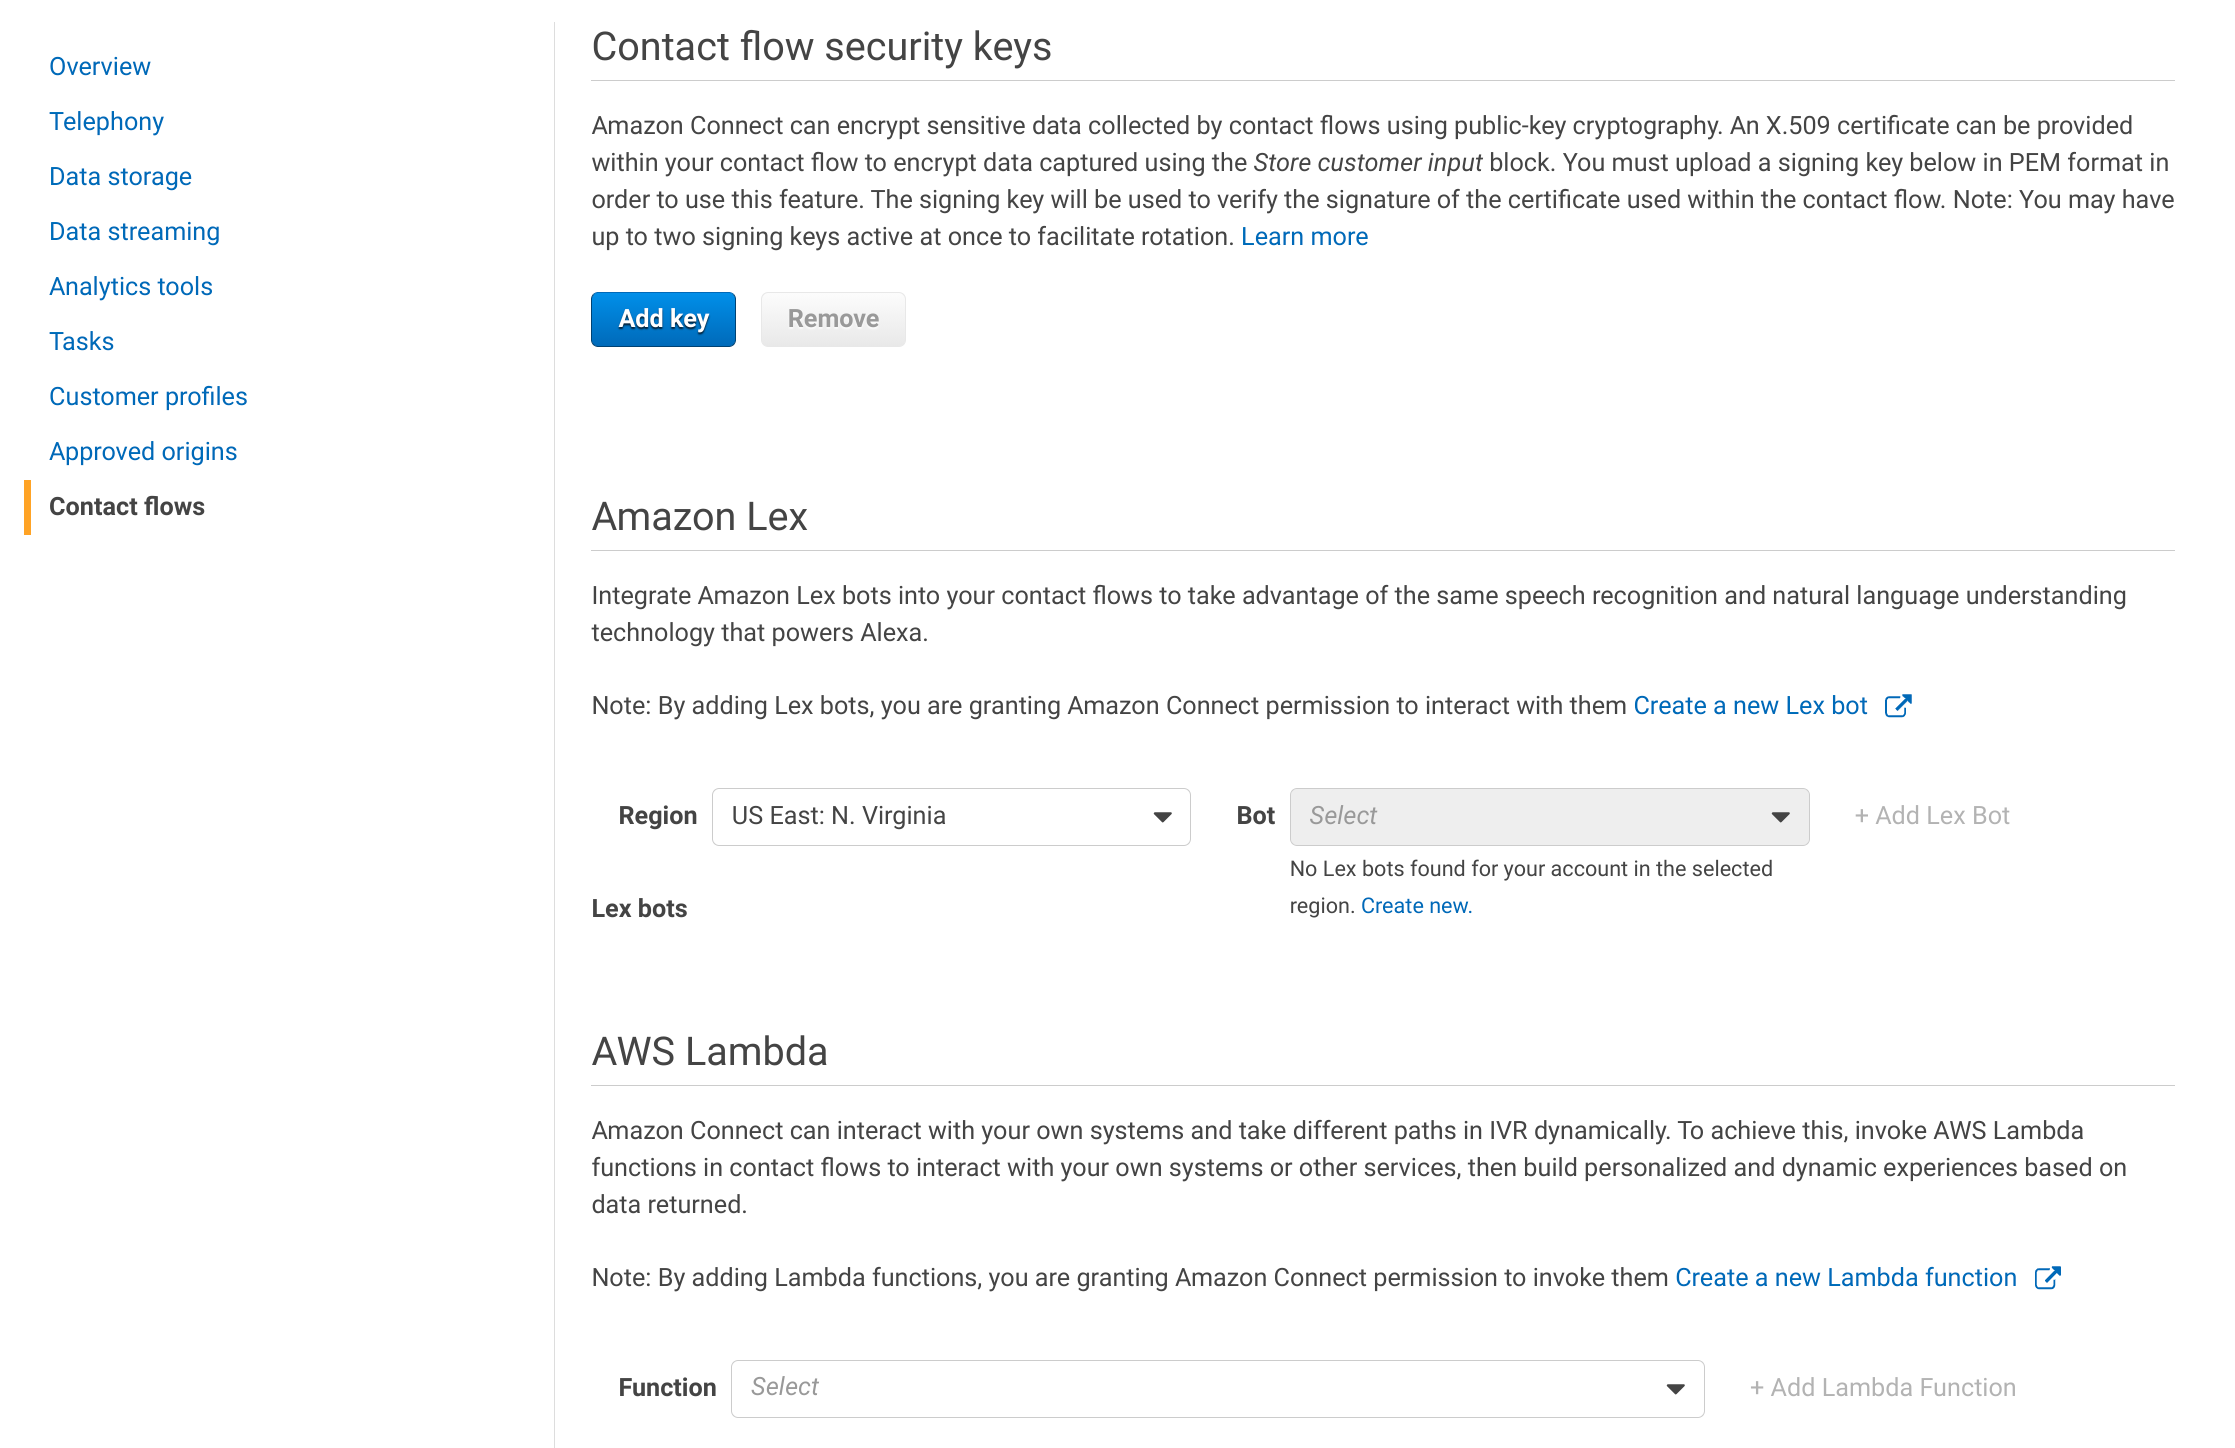 Overview
Telephony
Data storage
Data streaming
Analytics tools
Tasks
Customer profiles
Approved origins
Contact flows
Contact flow security keys
Amazon Connect can encrypt sensitive data collected by contact flows using public-key cryptography. An X.509 certificate can be provided
within your contact flow to encrypt data captured using the Store customer input block. You must upload a signing key below in PEM format in
order to use this feature. The signing key will be used to verify the signature of the certificate used within the contact flow. Note: You may have
up to two signing keys active at once to facilitate rotation. Learn more
Add key Remove
Amazon Lex
Integrate Amazon Lex bots into your contact flows to take advantage of the same speech recognition and natural language understanding
technology that powers Alexa.
Note: By adding Lex bots, you are granting Amazon Connect permission to interact with them Create a new Lex bot
Region US East: N. Virginia Bot Select + Add Lex Bot
No Lex bots found for your account in the selected
region. Create new.
Lex bots
AWS Lambda
Amazon Connect can interact with your own systems and take different paths in IVR dynamically. To achieve this, invoke AWS Lambda
functions in contact flows to interact with your own systems or other services, then build personalized and dynamic experiences based on
data returned.
Note: By adding Lambda functions, you are granting Amazon Connect permission to invoke them Create a new Lambda function
Function Select + Add Lambda Function